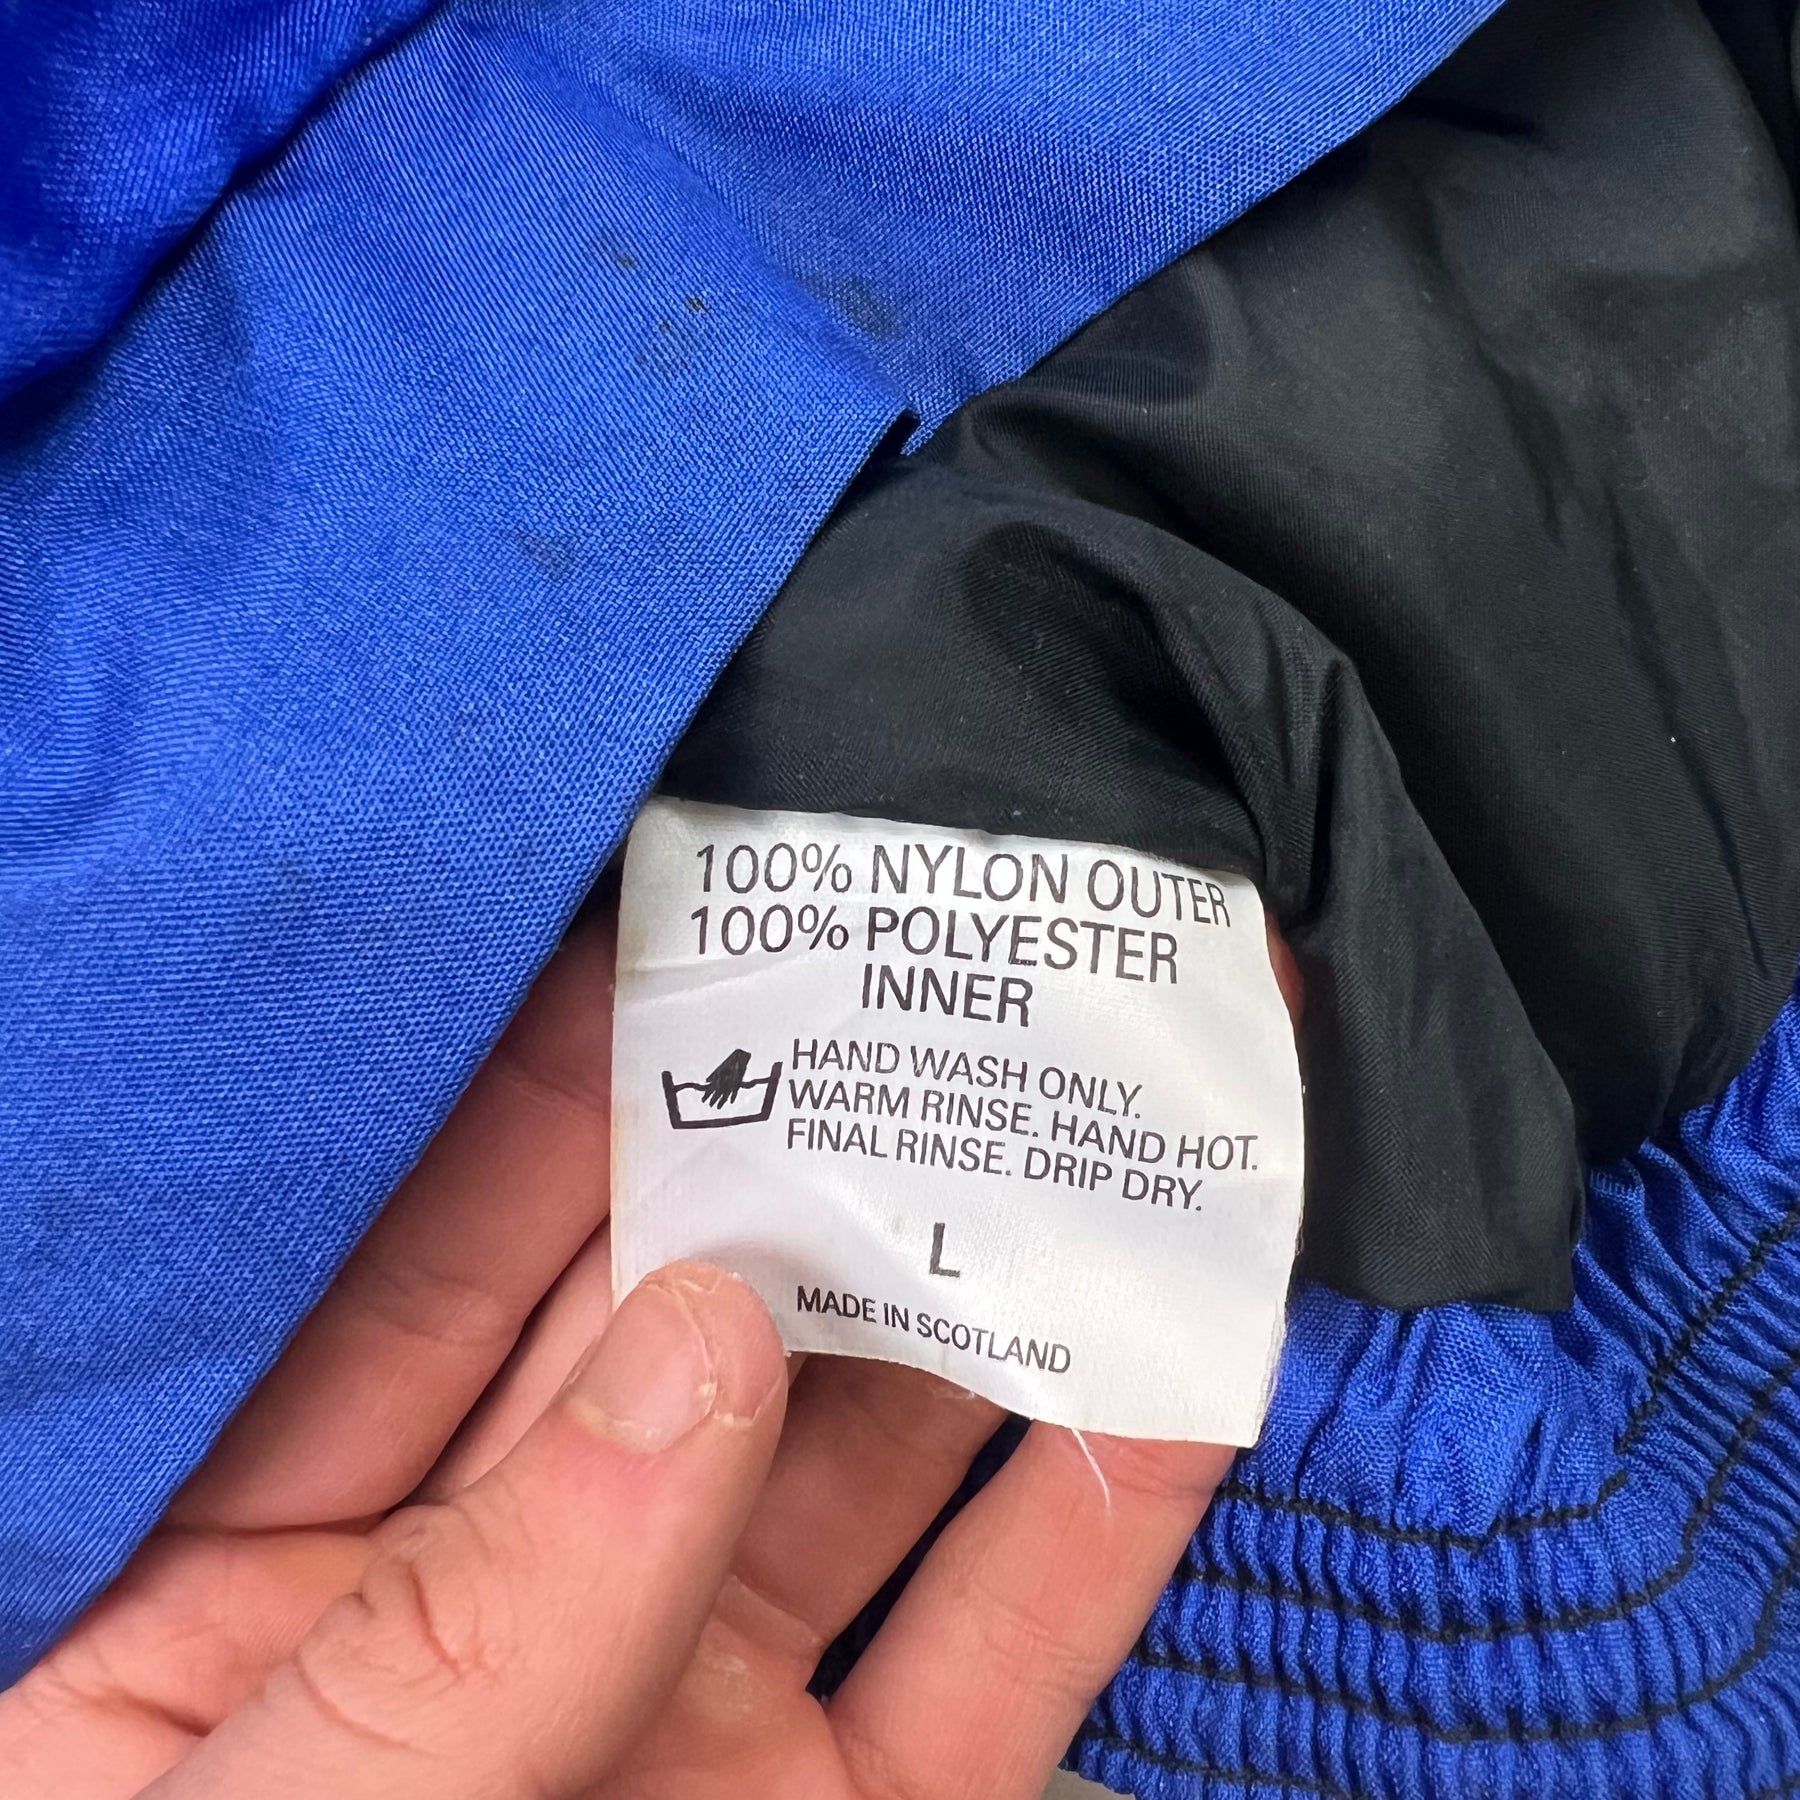 100% NYLON OUTER
100% POLYESTER
INNER
HAND WASH ONLY.
WARM RINSE. HAND HOT.
FINAL RINSE. DRIP DRY.
L
MADE IN SCOTLAND